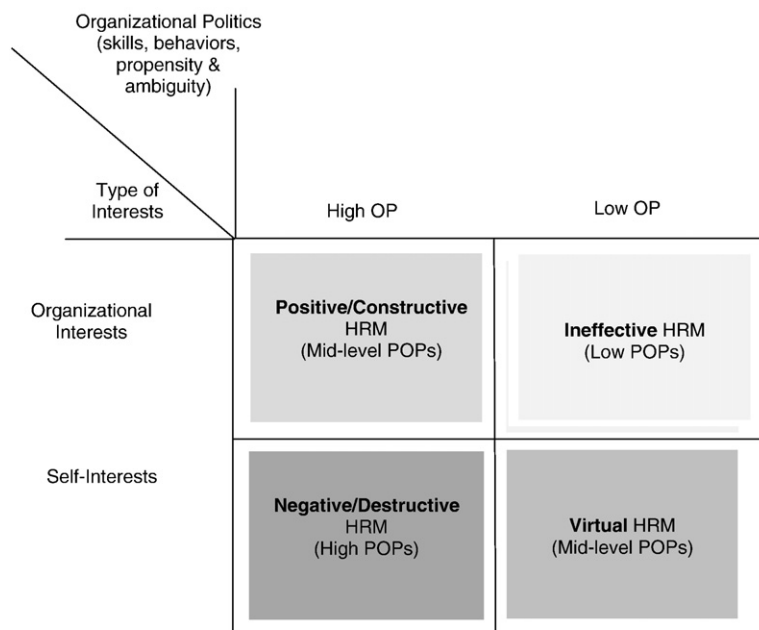 Organizational Politics
(skills, behaviors,
propensity &
ambiguity)
Type of
Interests
High OP
Low OP
Organizational
Interests
Positive/Constructive
HRM
(Mid-level POPs)
Ineffective HRM
(Low POPs)
Self-Interests
Negative/Destructive
HRM
(High POPs)
Virtual HRM
(Mid-level POPs)